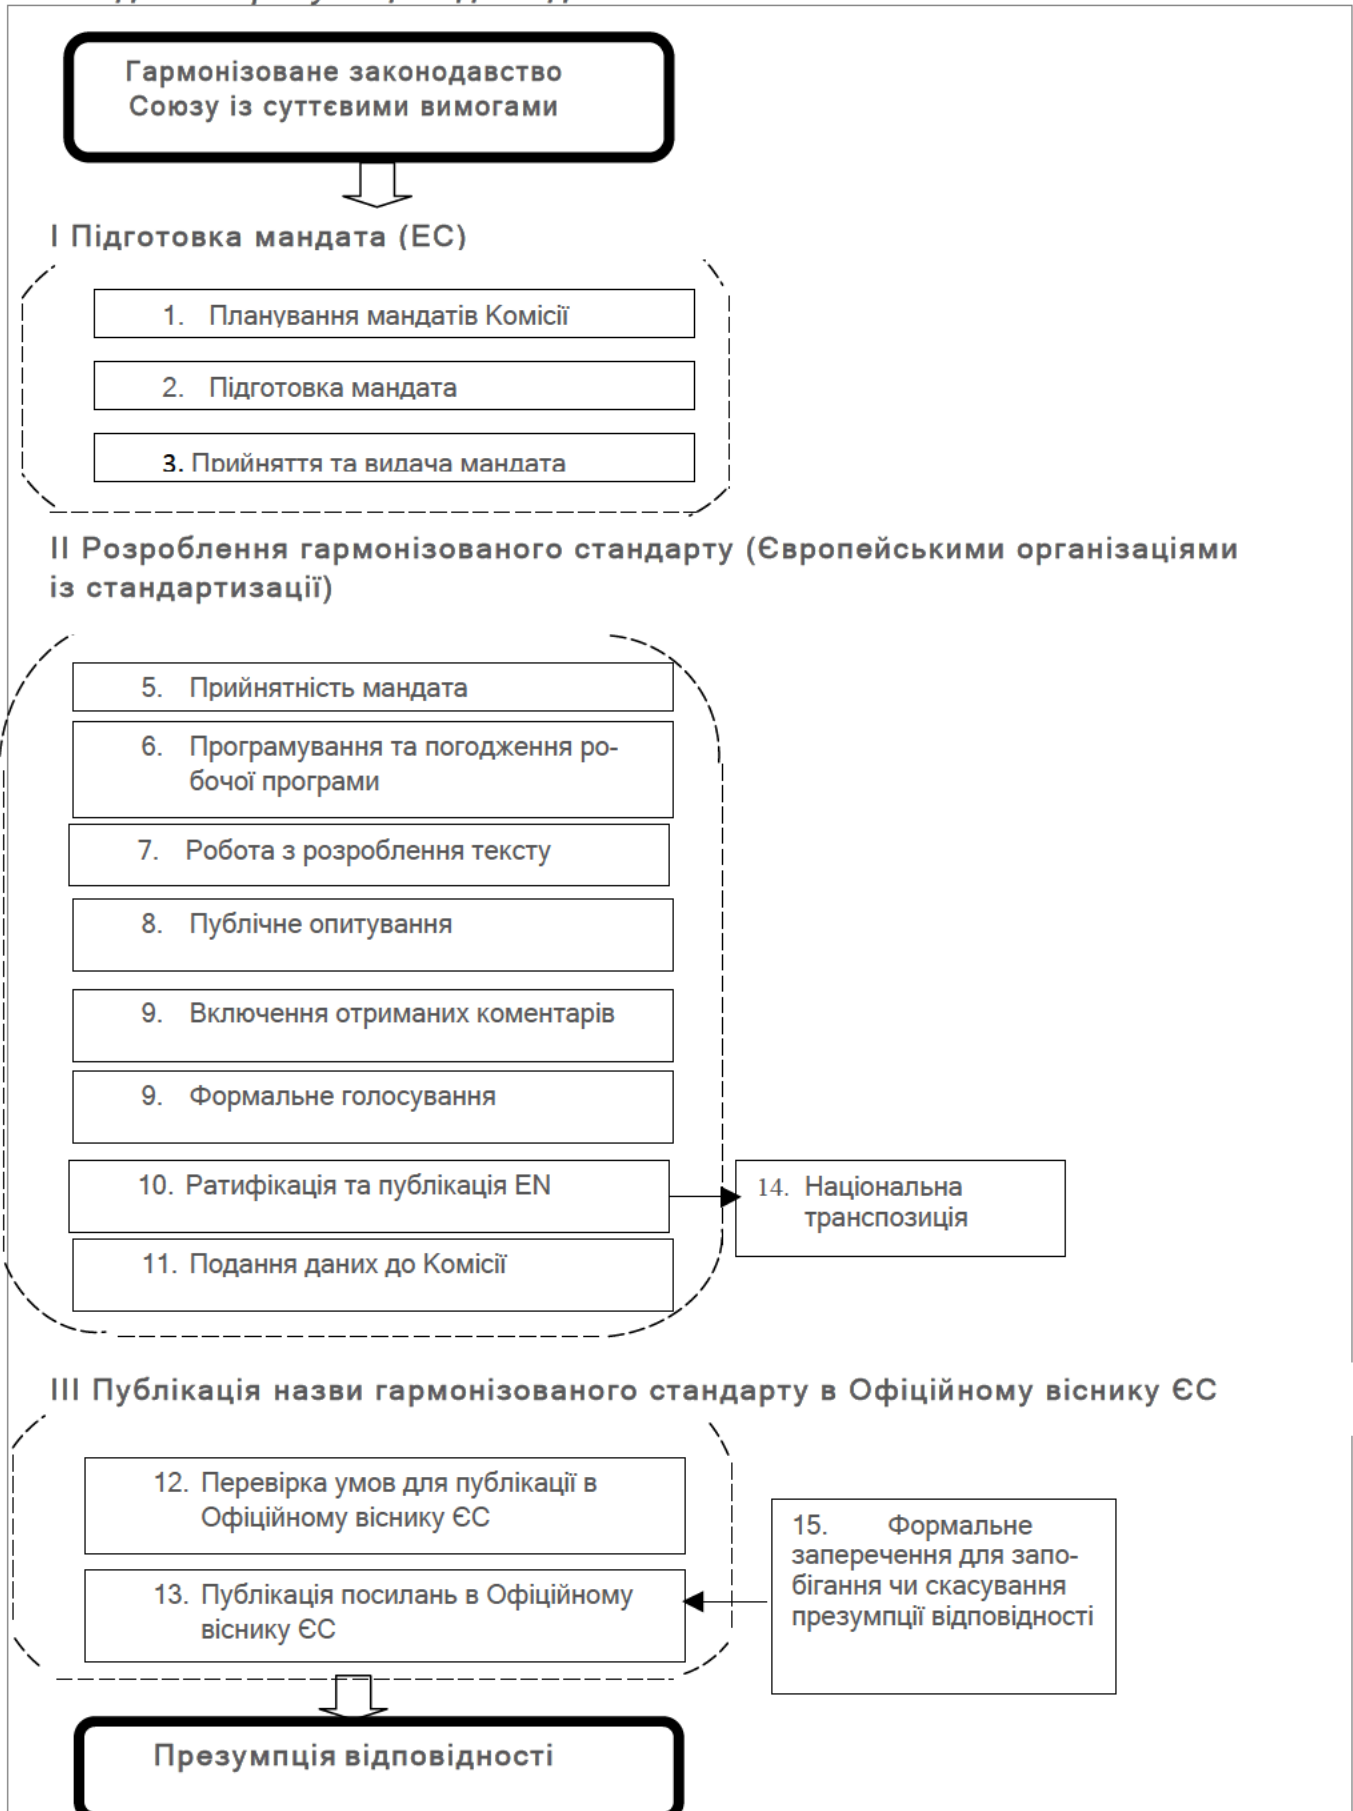 Гармонізоване законодавство
Союзу із суттєвими вимогами
I Підготовка мандата (ЕС)
1. Планування мандатів Комісії
2. Підготовка мандата
3. Прийняття та видача мандата
II Розроблення гармонізованого стандарту (Європейськими організаціями
із стандартизації)
5. Прийнятність мандата
6. Програмування та погодження ро-
бочої програми
7. Робота з розроблення тексту
8. Публічне опитування
9. Включення отриманих коментарів
9. Формальне голосування
10. Ратифікація та публікація EN
14. Національна
транспозиція
11. Подання даних до Комісії
III Публікація назви гармонізованого стандарту в Офіційному віснику ЄС
12. Перевірка умов для публікації в
Офіційному віснику ЄС
13. Публікація посилань в Офіційному
віснику ЄС
15. Формальне
заперечення для запо-
бігання чи скасування
презумпції відповідності
Презумпція відповідності